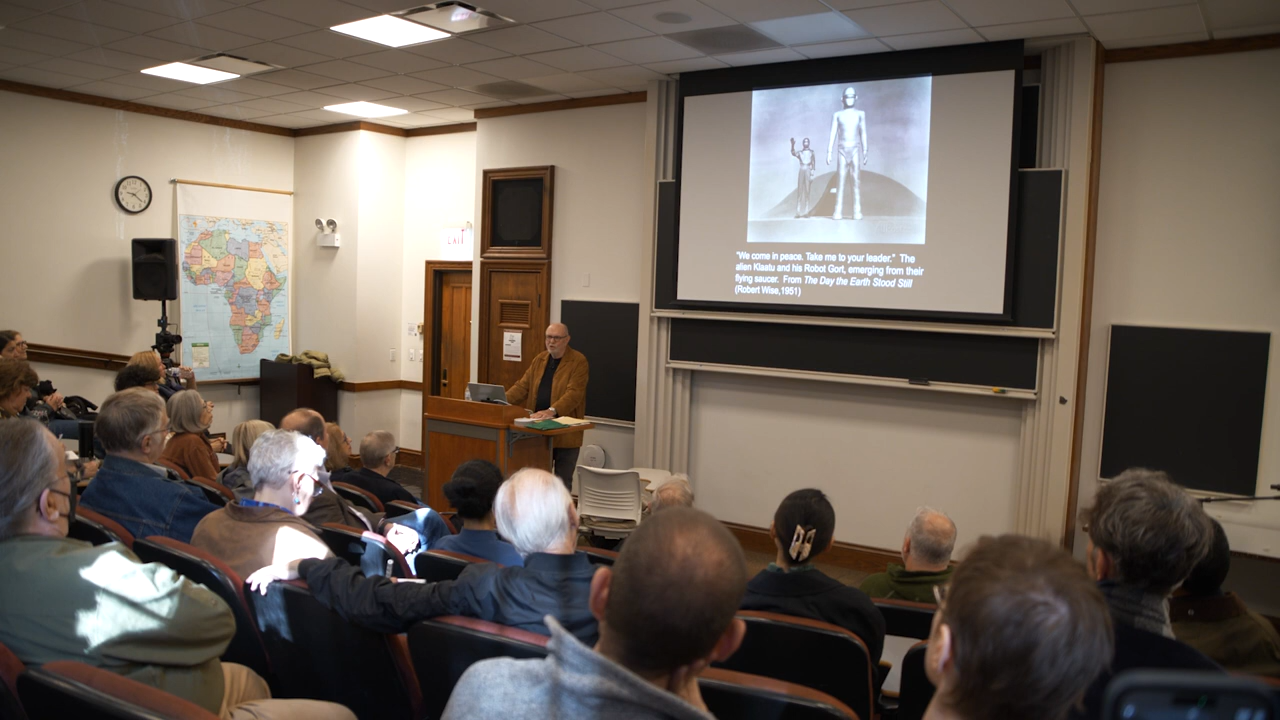 EXIT
"We come in peace. Take me to your leader." The
alien Klaatu and his Robot Gort, emerging from their
flying saucer. From The Day the Earth Stood Still
(Robert Wise,1951)